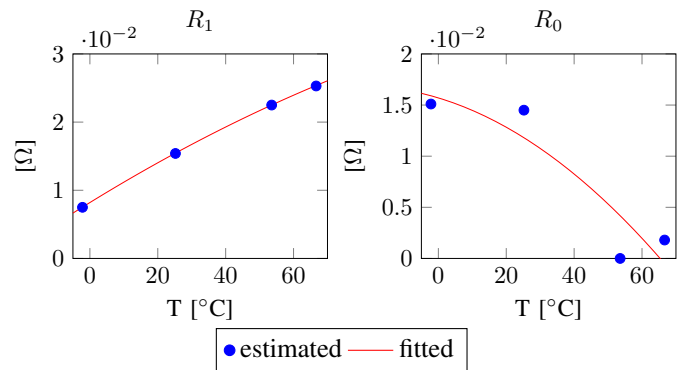 R₁
·10⁻²
3
2
1
0
[Ω]
0 20 40 60
T [°C]
R₀
·10⁻²
2
1.5
1
0.5
0
[Ω]
0 20 40 60
T [°C]
estimated fitted